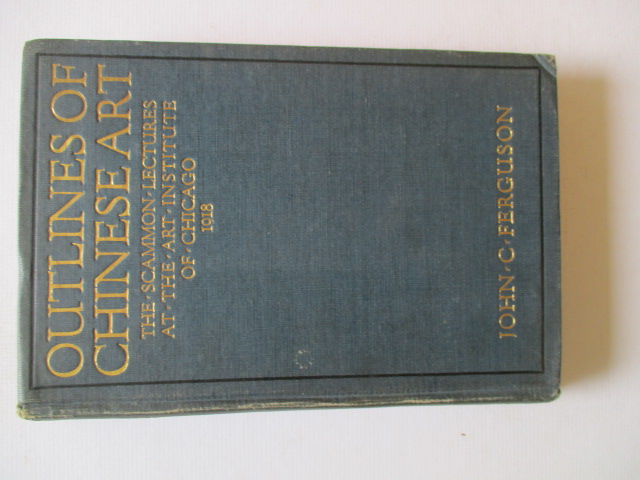 OUTLINES OF
CHINESE ART
THE·SCAMMON·LECTURES
AT·THE·ART·INSTITUTE
OF·CHICAGO
1918
JOHN·C·FERGUSON